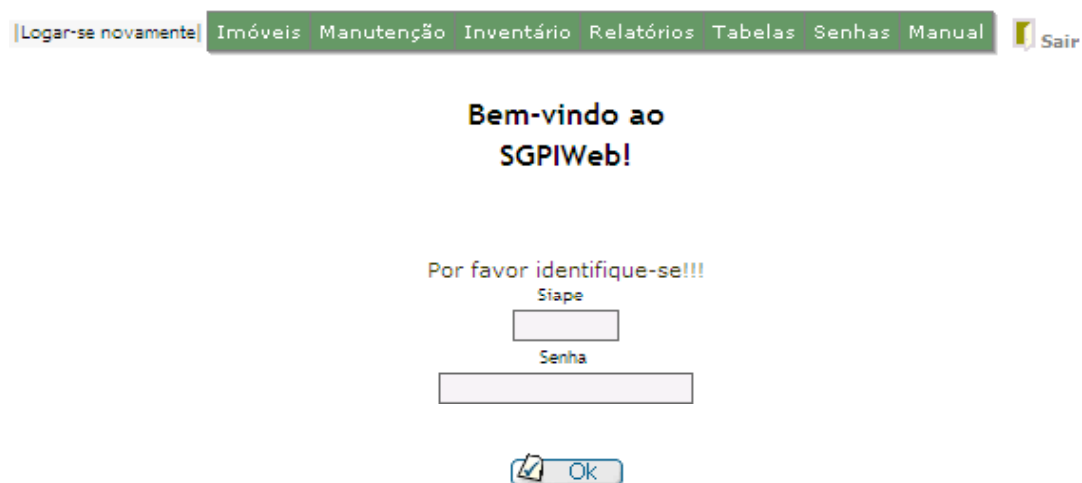 |Logar-se novamente| Imóveis Manutenção Inventário Relatórios Tabelas Senhas Manual Sair
Bem-vindo ao
SGPIWeb!
Por favor identifique-se!!!
Siape
Senha
Ok